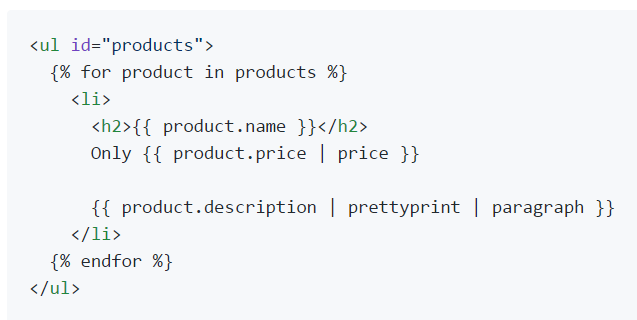 <ul id="products">
  {% for product in products %}
    <li>
      <h2>{{ product.name }}</h2>
      Only {{ product.price | price }}

      {{ product.description | prettyprint | paragraph }}
    </li>
  {% endfor %}
</ul>